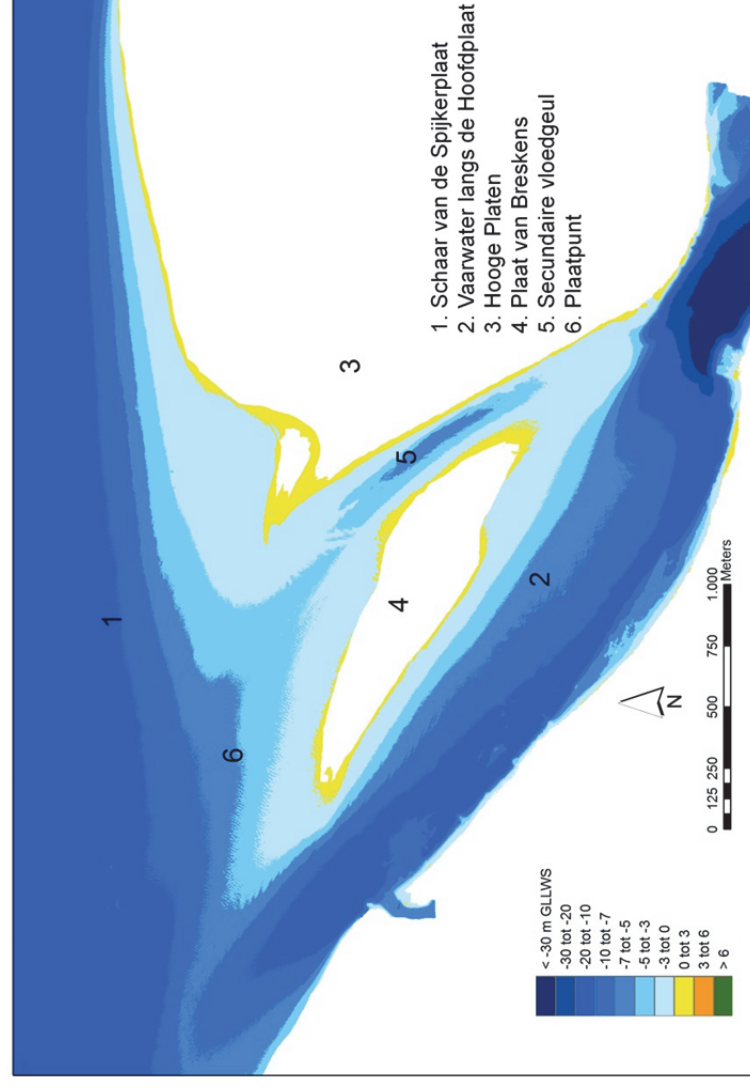 1
2
3
4
5
6
1. Schaar van de Spijkerplaat
2. Vaarwater langs de Hoofdplaat
3. Hooge Platen
4. Plaat van Breskens
5. Secundaire vloedgeul
6. Plaatpunt
< -30 m GLLWS
-30 tot -20
-20 tot -10
-10 tot -7
-7 tot -5
-5 tot -3
-3 tot 0
0 tot 3
3 tot 6
> 6
N
0 125 250 500 750 1.000
Meters